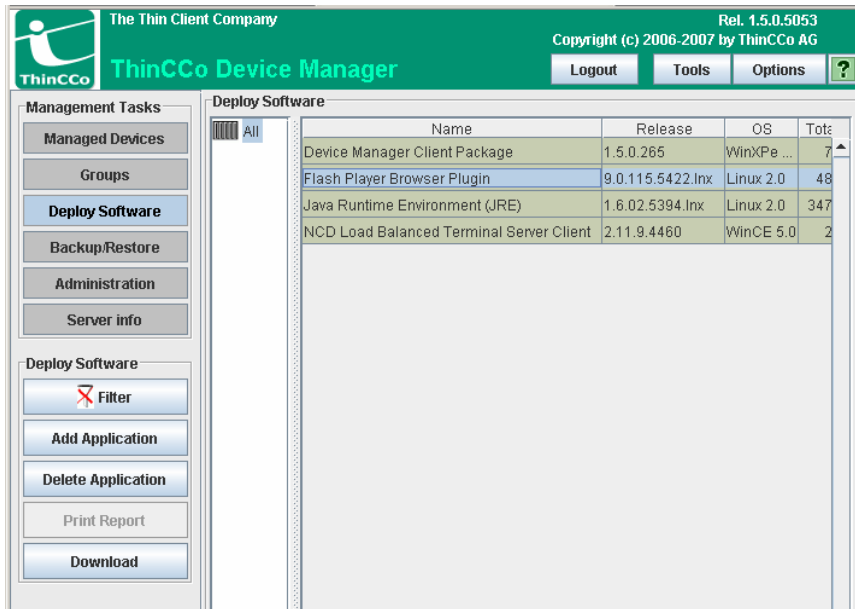 The Thin Client Company
Rel. 1.5.0.5053
Copyright (c) 2006-2007 by ThinCCo AG
ThinCCo
ThinCCo Device Manager
Logout
Tools
Options
?
Management Tasks
Managed Devices
Groups
Deploy Software
Backup/Restore
Administration
Server info
Deploy Software
Filter
Add Application
Delete Application
Print Report
Download
Deploy Software
All
Name Release OS Tota
Device Manager Client Package 1.5.0.265 WinXPe ... 7
Flash Player Browser Plugin 9.0.115.5422.lnx Linux 2.0 48
Java Runtime Environment (JRE) 1.6.02.5394.lnx Linux 2.0 347
NCD Load Balanced Terminal Server Client 2.11.9.4460 WinCE 5.0 2